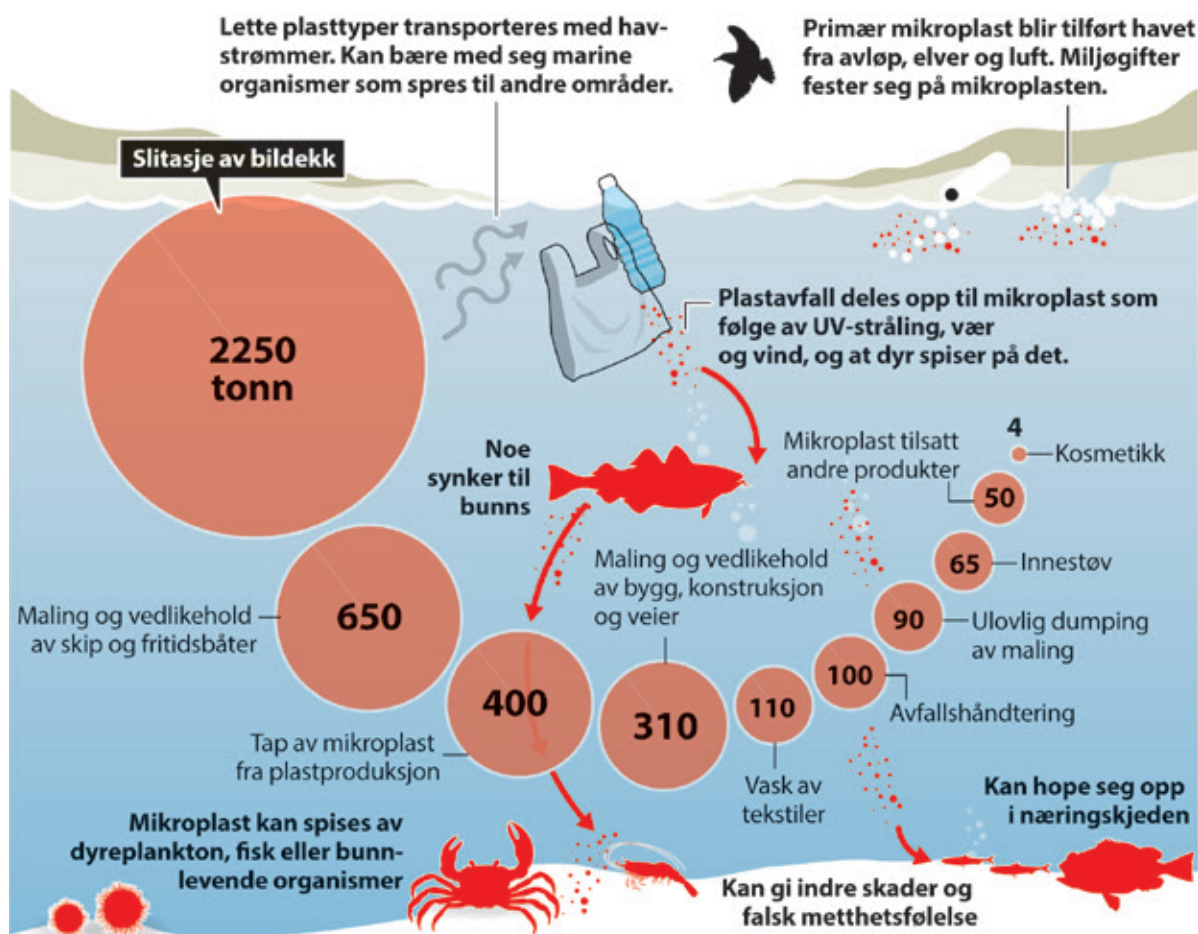 Lette plasttyper transporteres med hav-
strømmer. Kan bære med seg marine
organismer som spres til andre områder.
Primær mikroplast blir tilført havet
fra avløp, elver og luft. Miljøgifter
fester seg på mikroplasten.
Slitasje av bildekk
2250
tonn
Plastavfall deles opp til mikroplast som
følge av UV-stråling, vær
og vind, og at dyr spiser på det.
Noe
synker til
bunns
Mikroplast tilsatt
andre produkter
4
Kosmetikk
50
65
Innestøv
Maling og vedlikehold
av bygg, konstruksjon
og veier
Maling og vedlikehold
av skip og fritidsbåter
650
90
Ulovlig dumping
av maling
400
310
110
100
Avfallshåndtering
Tap av mikroplast
fra plastproduksjon
Vask av
tekstiler
Kan hope seg opp
i næringskjeden
Mikroplast kan spises av
dyreplankton, fisk eller bunn-
levende organismer
Kan gi indre skader og
falsk metthetsfølelse